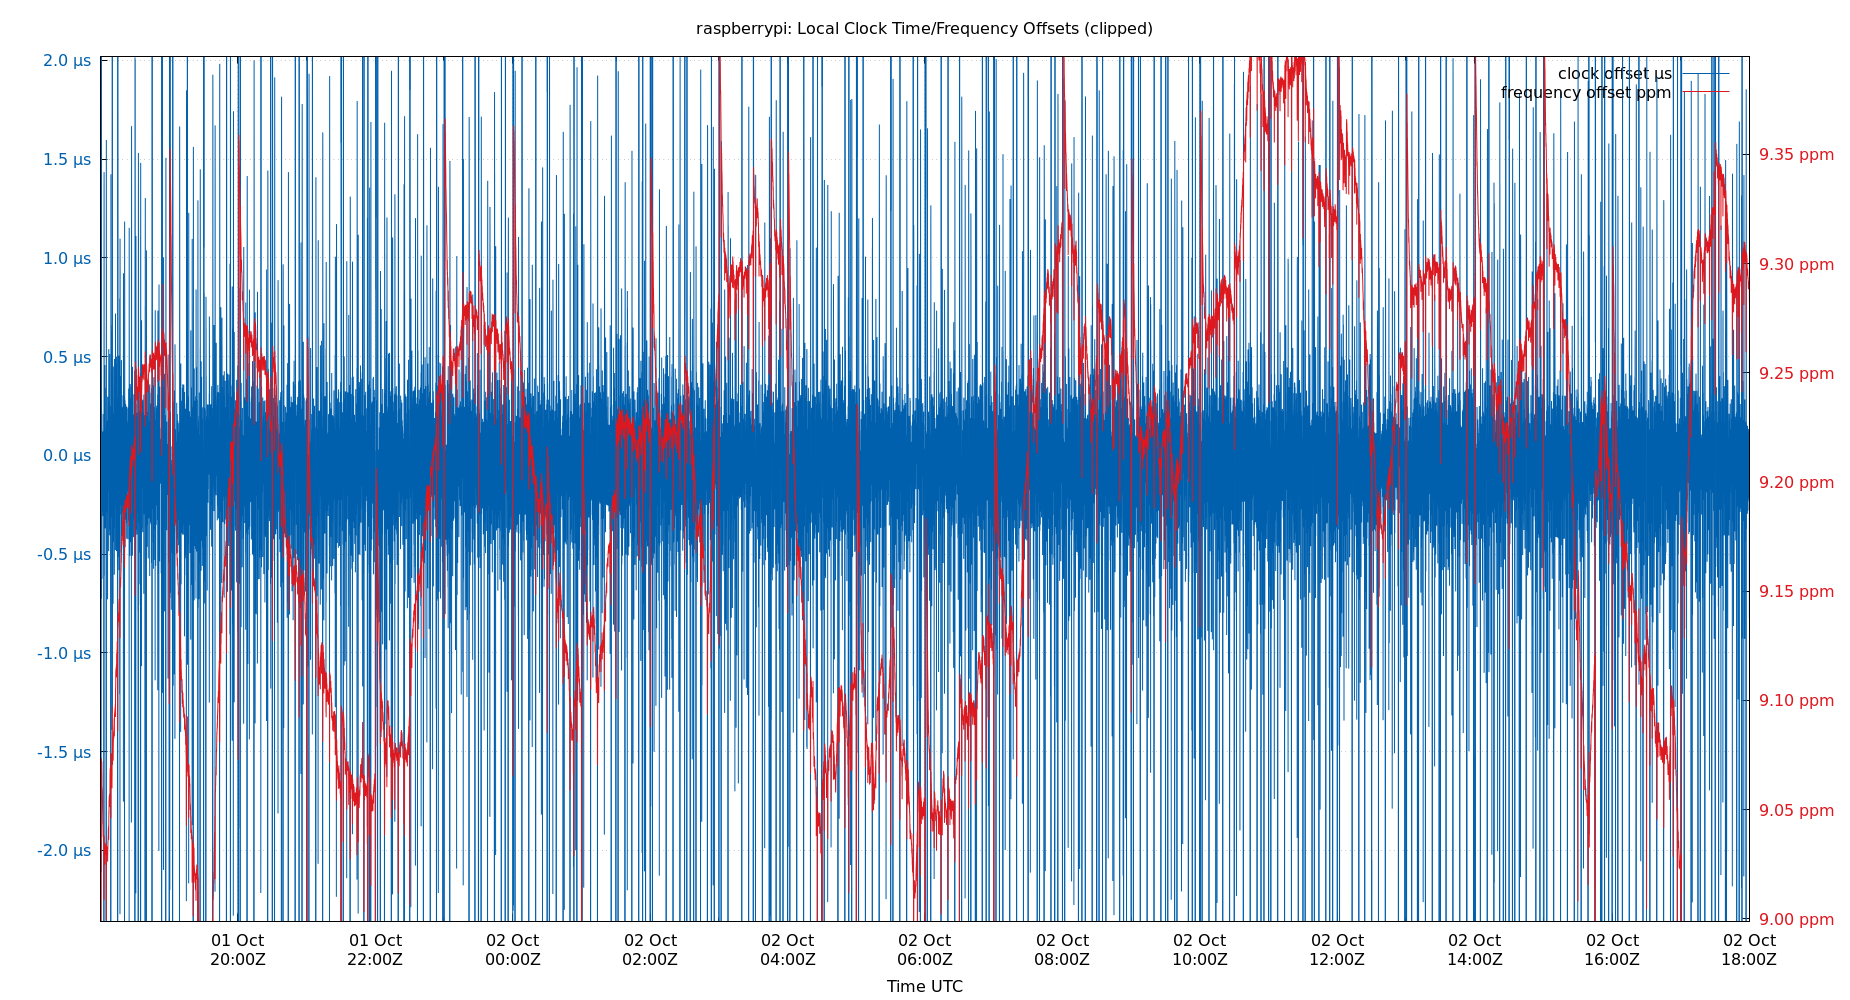 raspberrypi: Local Clock Time/Frequency Offsets (clipped)
clock offset µs
frequency offset ppm
2.0 µs
1.5 µs
1.0 µs
0.5 µs
0.0 µs
-0.5 µs
-1.0 µs
-1.5 µs
-2.0 µs
9.35 ppm
9.30 ppm
9.25 ppm
9.20 ppm
9.15 ppm
9.10 ppm
9.05 ppm
9.00 ppm
01 Oct 01 Oct 02 Oct 02 Oct 02 Oct 02 Oct 02 Oct 02 Oct 02 Oct 02 Oct 02 Oct 02 Oct
20:00Z 22:00Z 00:00Z 02:00Z 04:00Z 06:00Z 08:00Z 10:00Z 12:00Z 14:00Z 16:00Z 18:00Z
Time UTC